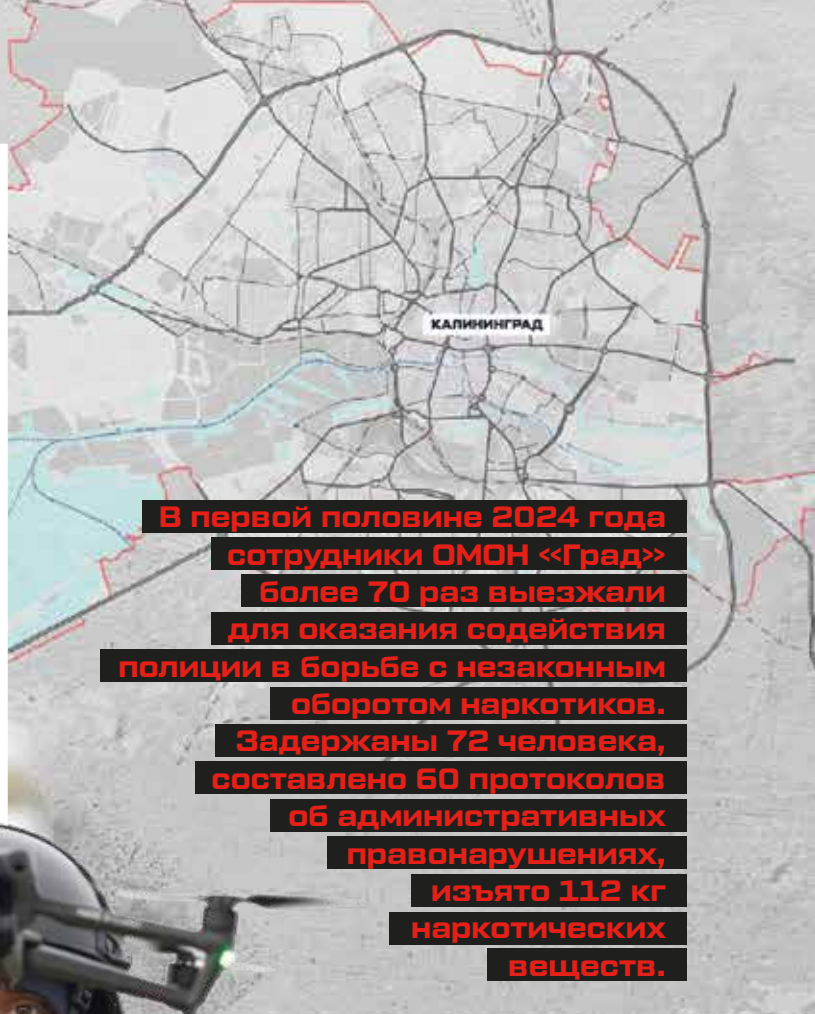 КАЛИНИНГРАД
В первой половине 2024 года
сотрудники ОМОН «Град»
более 70 раз выезжали
для оказания содействия
полиции в борьбе с незаконным
оборотом наркотиков.
Задержаны 72 человека,
составлено 60 протоколов
об административных
правонарушениях,
изъято 112 кг
наркотических
веществ.